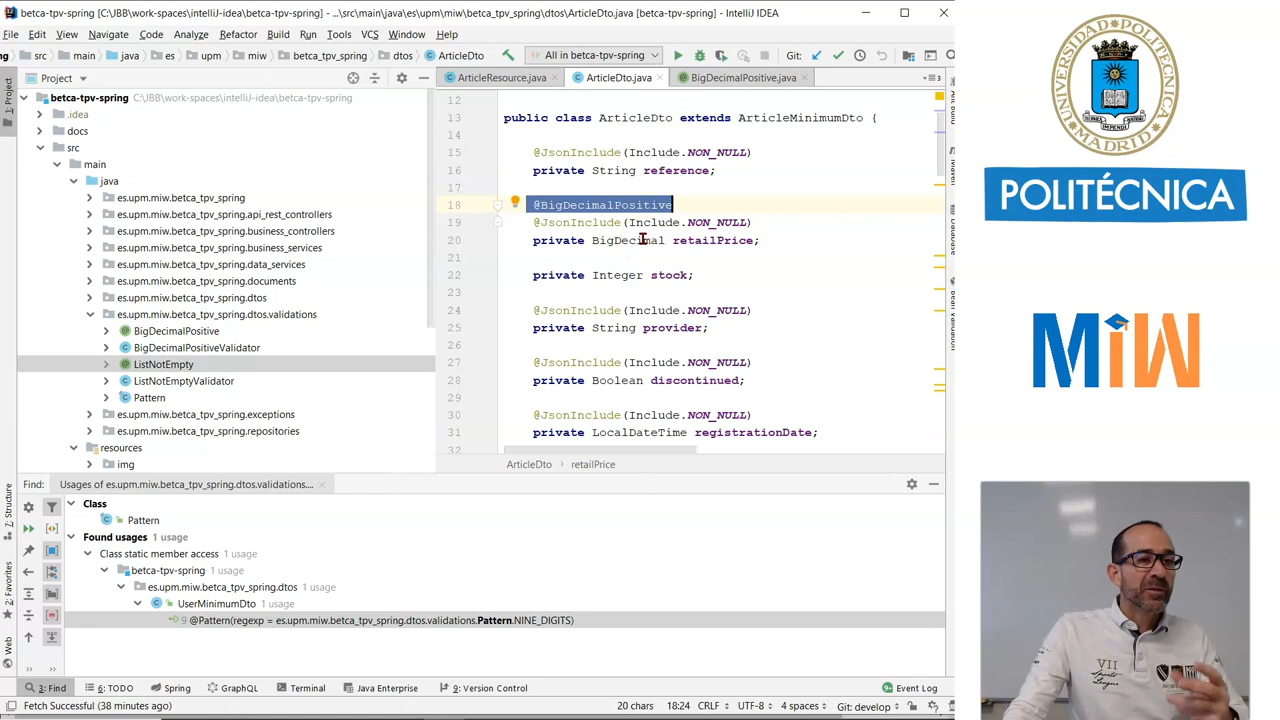 betca-tpv-spring [C:\JBB\work-spaces\intelliJ-idea\betca-tpv-spring] - ...\src\main\java\es\upm\miw\betca_tpv_spring\dtos\ArticleDto.java [betca-tpv-spring] - IntelliJ IDEA
File Edit View Navigate Code Analyze Refactor Build Run Tools VCS Window Help
src main java es upm miw betca_tpv_spring dtos ArticleDto All in betca-tpv-spring Git:
Project ArticleResource.java ArticleDto.java BigDecimalPositive.java
1: Project
betca-tpv-spring C:\JBB\work-spaces\intelliJ-idea\betca-tpv-spring
.idea
docs
src
main
java
es.upm.miw.betca_tpv_spring
es.upm.miw.betca_tpv_spring.api_rest_controllers
es.upm.miw.betca_tpv_spring.business_controllers
es.upm.miw.betca_tpv_spring.business_services
es.upm.miw.betca_tpv_spring.data_services
es.upm.miw.betca_tpv_spring.documents
es.upm.miw.betca_tpv_spring.dtos
es.upm.miw.betca_tpv_spring.dtos.validations
BigDecimalPositive
BigDecimalPositiveValidator
ListNotEmpty
ListNotEmptyValidator
Pattern
es.upm.miw.betca_tpv_spring.exceptions
es.upm.miw.betca_tpv_spring.repositories
resources
img
12
13 public class ArticleDto extends ArticleMinimumDto {
14
15 @JsonInclude(Include.NON_NULL)
16 private String reference;
17
18 @BigDecimalPositive
19 @JsonInclude(Include.NON_NULL)
20 private BigDecimal retailPrice;
21
22 private Integer stock;
23
24 @JsonInclude(Include.NON_NULL)
25 private String provider;
26
27 @JsonInclude(Include.NON_NULL)
28 private Boolean discontinued;
29
30 @JsonInclude(Include.NON_NULL)
31 private LocalDateTime registrationDate;
32
ArticleDto › retailPrice
Find: Usages of es.upm.miw.betca_tpv_spring.dtos.validations....
Class
Pattern
Found usages 1 usage
Class static member access 1 usage
betca-tpv-spring 1 usage
es.upm.miw.betca_tpv_spring.dtos 1 usage
UserMinimumDto 1 usage
9 @Pattern(regexp = es.upm.miw.betca_tpv_spring.dtos.validations.Pattern.NINE_DIGITS)
7: Structure
2: Favorites
Web
3: Find 6: TODO Spring GraphQL Terminal Java Enterprise 9: Version Control Event Log
Fetch Successful (38 minutes ago) 20 chars 18:24 CRLF UTF-8 4 spaces Git: develop
UNIVERSIDAD POLITÉCNICA
MADRID
POLITÉCNICA
MiW
VII